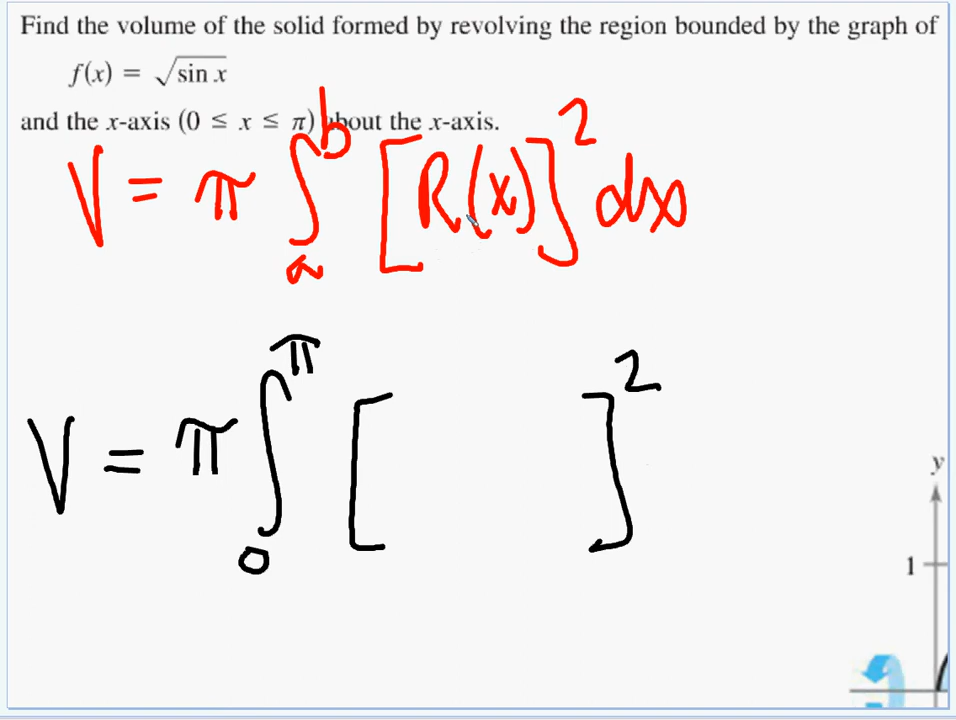 Find the volume of the solid formed by revolving the region bounded by the graph of
f(x) = √sin x
and the x-axis (0 ≤ x ≤ π) about the x-axis.
V = π ∫_a^b [R(x)]² dx
V = π ∫_0^π [ ]²
y
1